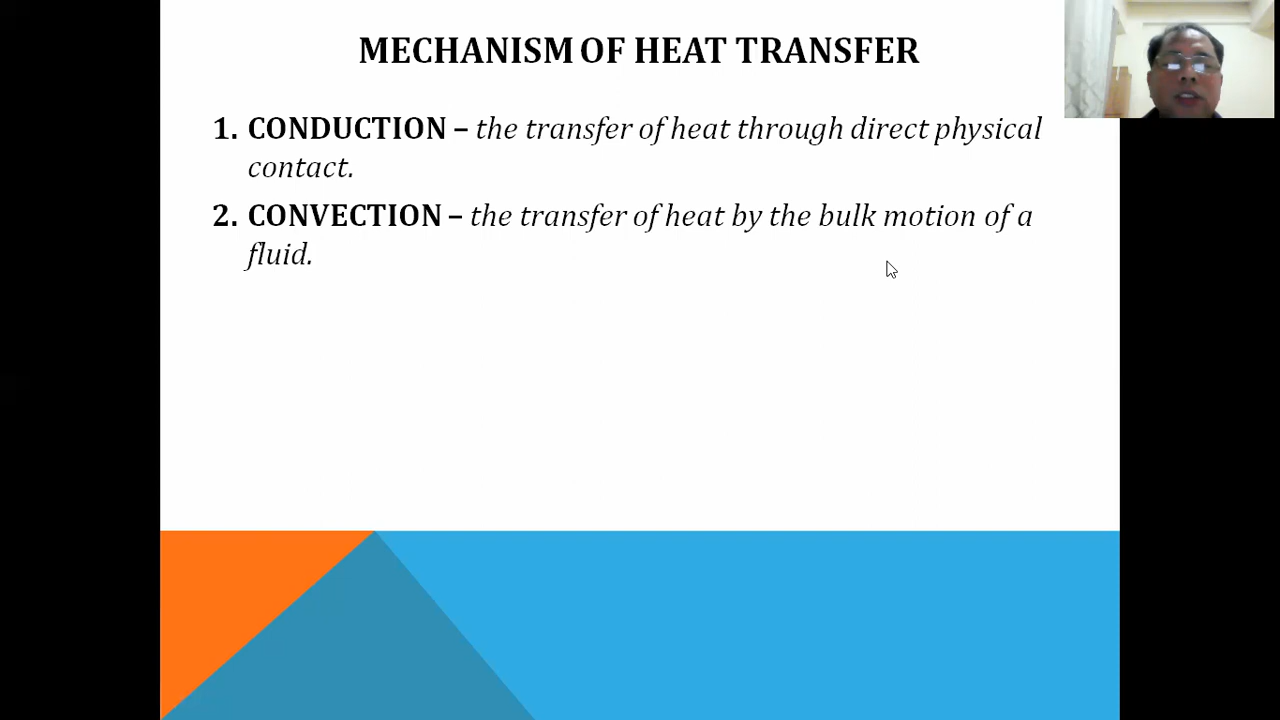 MECHANISM OF HEAT TRANSFER
1. CONDUCTION – the transfer of heat through direct physical
contact.
2. CONVECTION – the transfer of heat by the bulk motion of a
fluid.